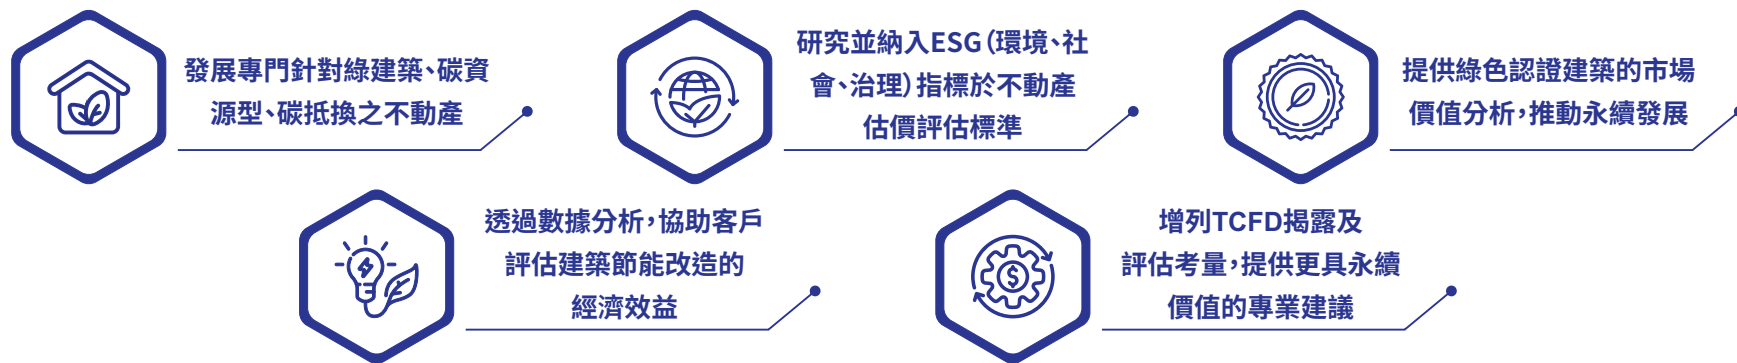 發展專門針對綠建築、碳資
源型、碳抵換之不動產
研究並納入ESG(環境、社
會、治理)指標於不動產
估價評估標準
提供綠色認證建築的市場
價值分析,推動永續發展
透過數據分析,協助客戶
評估建築節能改造的
經濟效益
增列TCFD揭露及
評估考量,提供更具永續
價值的專業建議